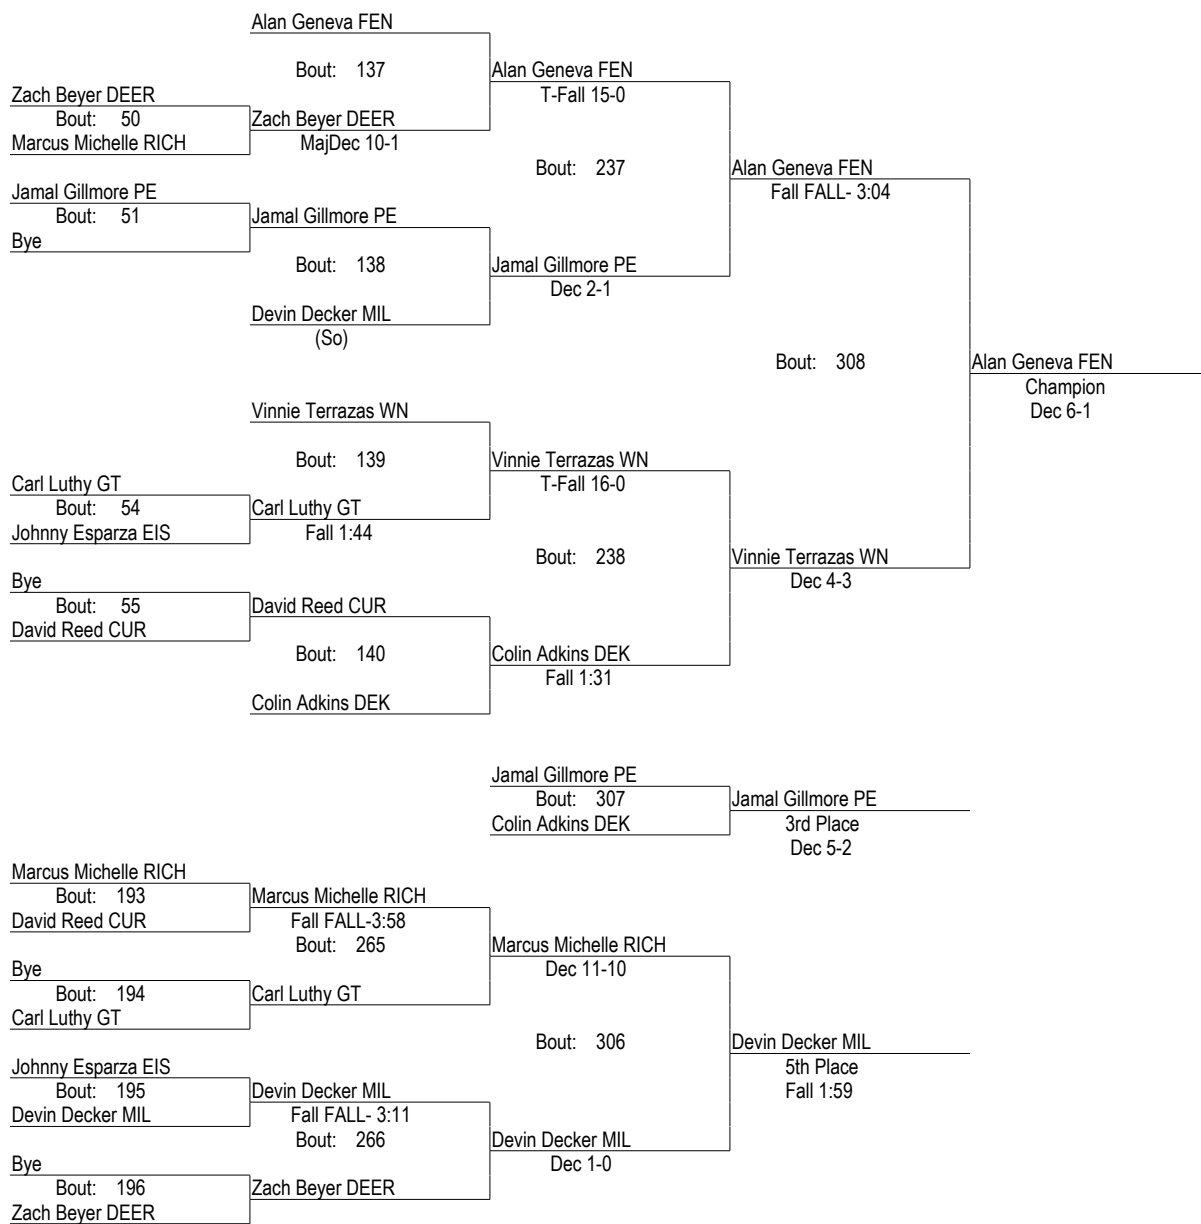 Alan Geneva FEN
Bout: 137
Alan Geneva FEN
Zach Beyer DEER
T-Fall 15-0
Bout: 50
Zach Beyer DEER
Marcus Michelle RICH
MajDec 10-1
Bout: 237
Alan Geneva FEN
Jamal Gillmore PE
Fall FALL- 3:04
Bout: 51
Jamal Gillmore PE
Bye
Bout: 138
Jamal Gillmore PE
Dec 2-1
Devin Decker MIL
(So)
Bout: 308
Alan Geneva FEN
Champion
Vinnie Terrazas WN
Dec 6-1
Bout: 139
Vinnie Terrazas WN
Carl Luthy GT
T-Fall 16-0
Bout: 54
Carl Luthy GT
Johnny Esparza EIS
Fall 1:44
Bout: 238
Vinnie Terrazas WN
Bye
Dec 4-3
Bout: 55
David Reed CUR
David Reed CUR
Bout: 140
Colin Adkins DEK
Fall 1:31
Colin Adkins DEK
Jamal Gillmore PE
Bout: 307
Jamal Gillmore PE
Colin Adkins DEK
3rd Place
Dec 5-2
Marcus Michelle RICH
Bout: 193
Marcus Michelle RICH
David Reed CUR
Fall FALL-3:58
Bout: 265
Marcus Michelle RICH
Bye
Dec 11-10
Bout: 194
Carl Luthy GT
Carl Luthy GT
Bout: 306
Devin Decker MIL
Johnny Esparza EIS
5th Place
Bout: 195
Devin Decker MIL
Fall 1:59
Devin Decker MIL
Fall FALL- 3:11
Bout: 266
Devin Decker MIL
Bye
Dec 1-0
Bout: 196
Zach Beyer DEER
Zach Beyer DEER